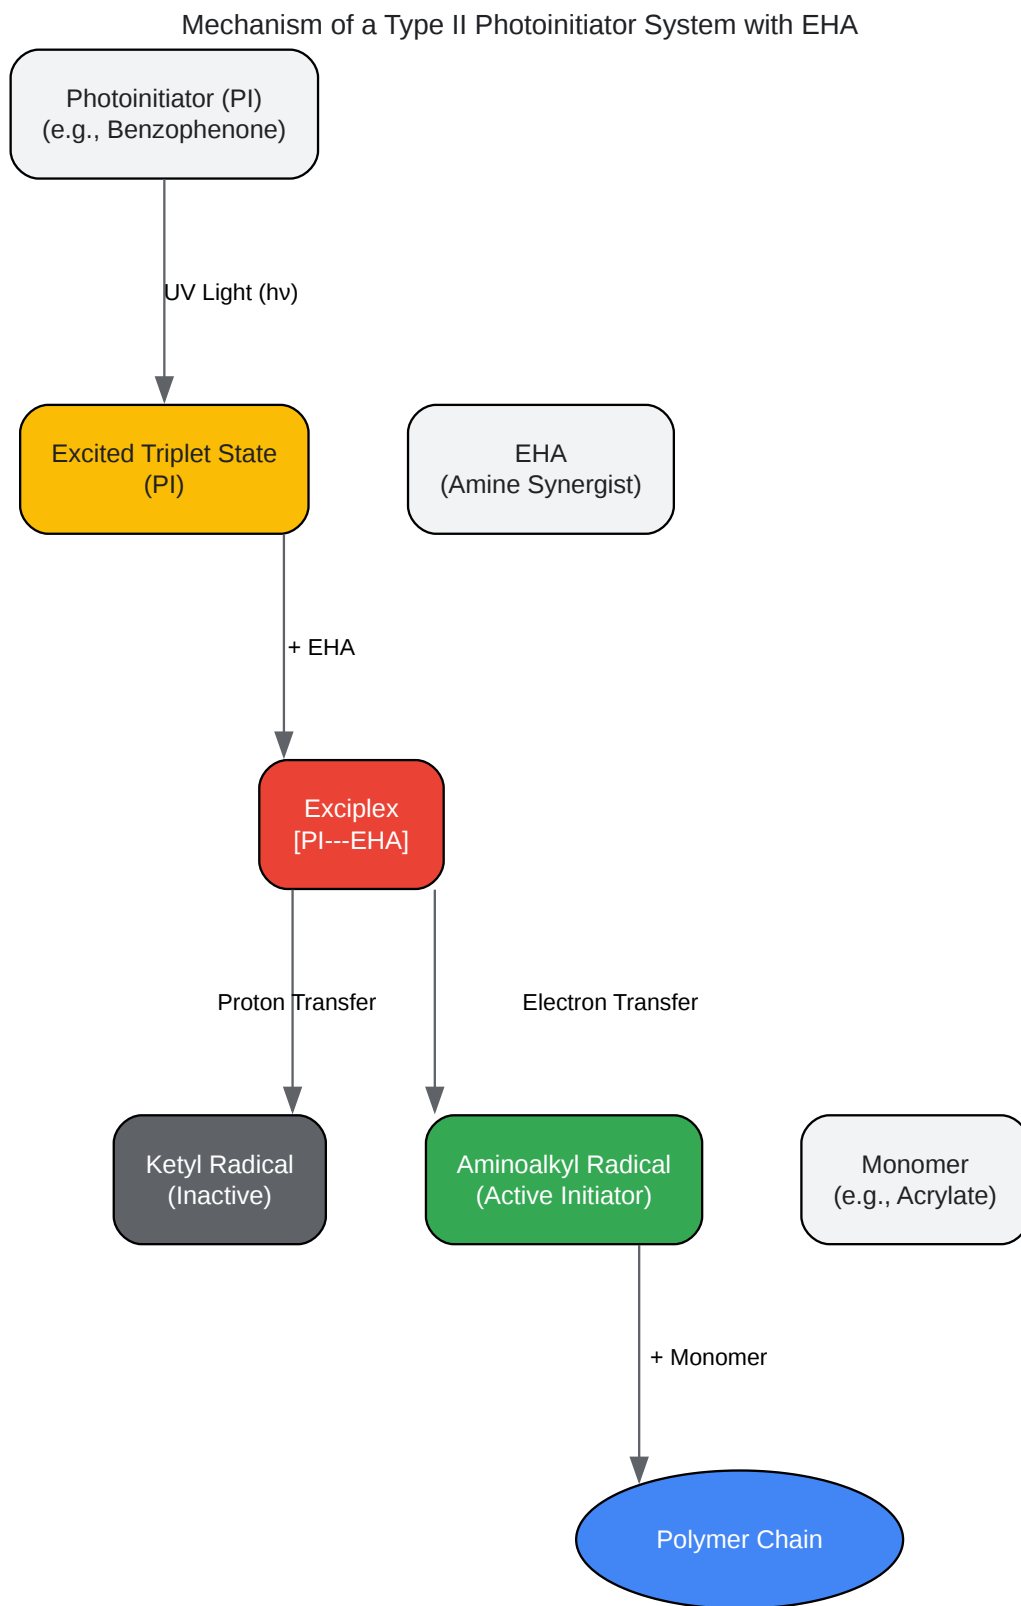 Mechanism of a Type II Photoinitiator System with EHA
Photoinitiator (PI)
(e.g., Benzophenone)
UV Light (hν)
Excited Triplet State
(PI)
EHA
(Amine Synergist)
+ EHA
Exciplex
[PI---EHA]
Proton Transfer
Electron Transfer
Ketyl Radical
(Inactive)
Aminoalkyl Radical
(Active Initiator)
Monomer
(e.g., Acrylate)
+ Monomer
Polymer Chain